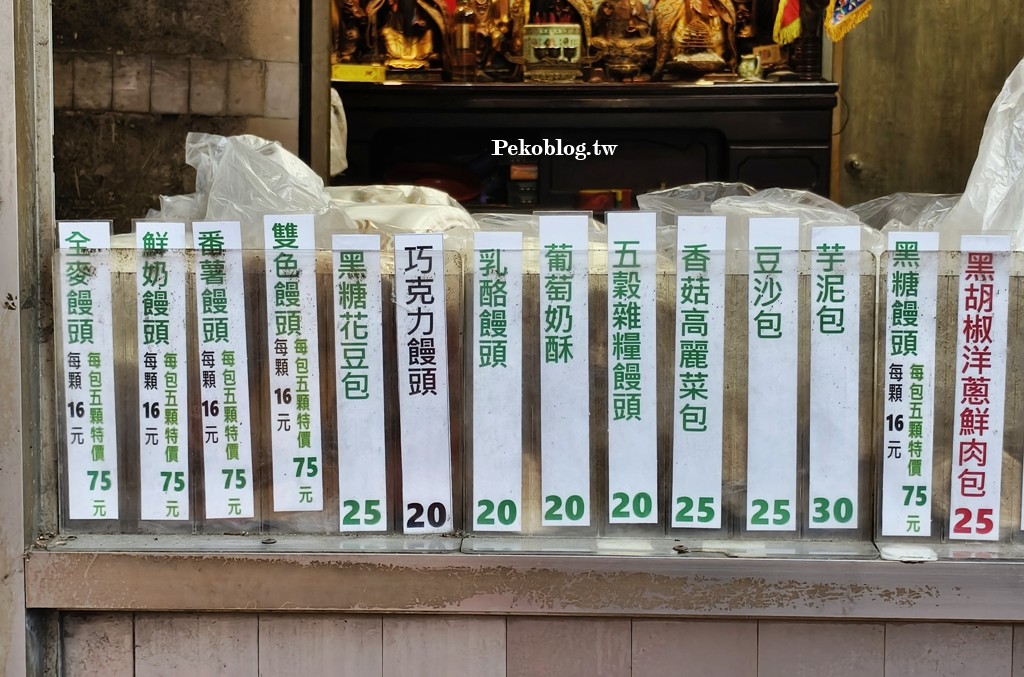 Pekoblog.tw
全麥饅頭
每顆16元
每包五顆特價75元
鮮奶饅頭
每顆16元
每包五顆特價75元
番薯饅頭
每顆16元
每包五顆特價75元
雙色饅頭
每顆16元
每包五顆特價75元
黑糖花豆包
25
巧克力饅頭
20
乳酪饅頭
20
葡萄奶酥
20
五穀雜糧饅頭
20
香菇高麗菜包
25
豆沙包
25
芋泥包
30
黑糖饅頭
每顆16元
每包五顆特價75元
黑胡椒洋蔥鮮肉包
25